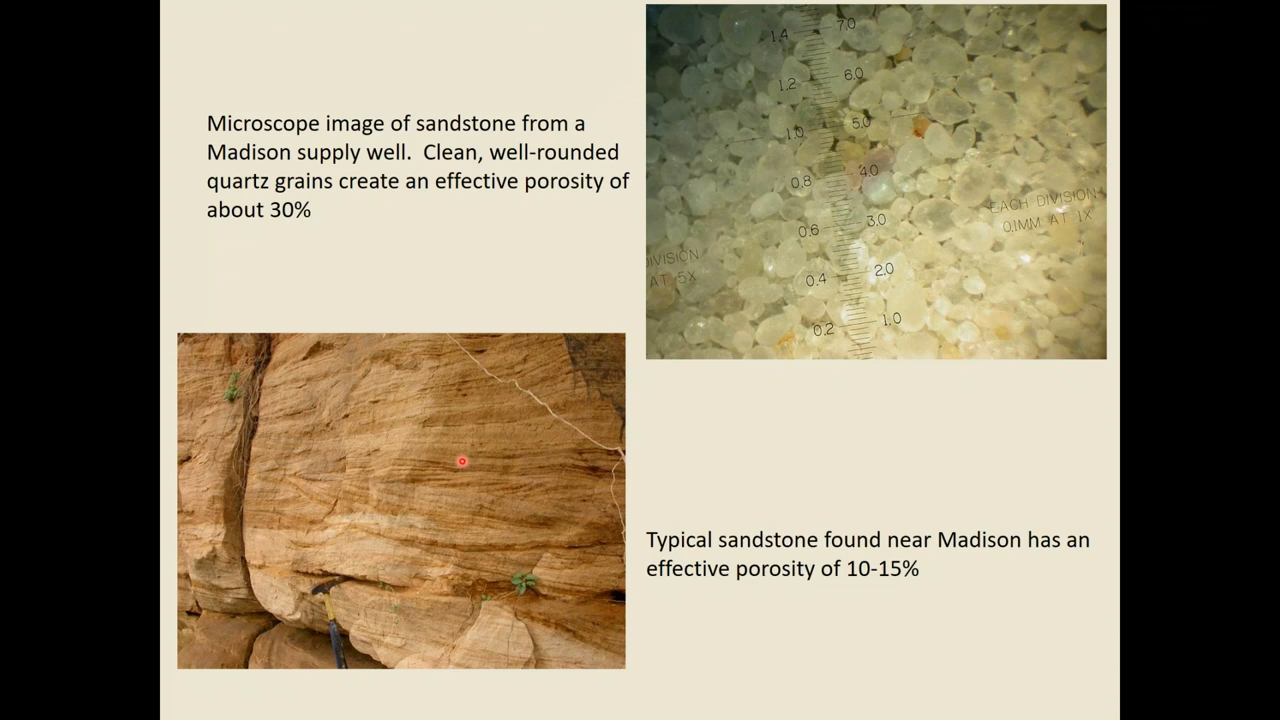 Microscope image of sandstone from a
Madison supply well.  Clean, well-rounded
quartz grains create an effective porosity of
about 30%
1.4 7.0
1.2 6.0
1.0 5.0
0.8 4.0
0.6 3.0
0.4 2.0
0.2 1.0
EACH DIVISION
0.1MM AT 1X
DIVISION
AT 5X
Typical sandstone found near Madison has an
effective porosity of 10-15%